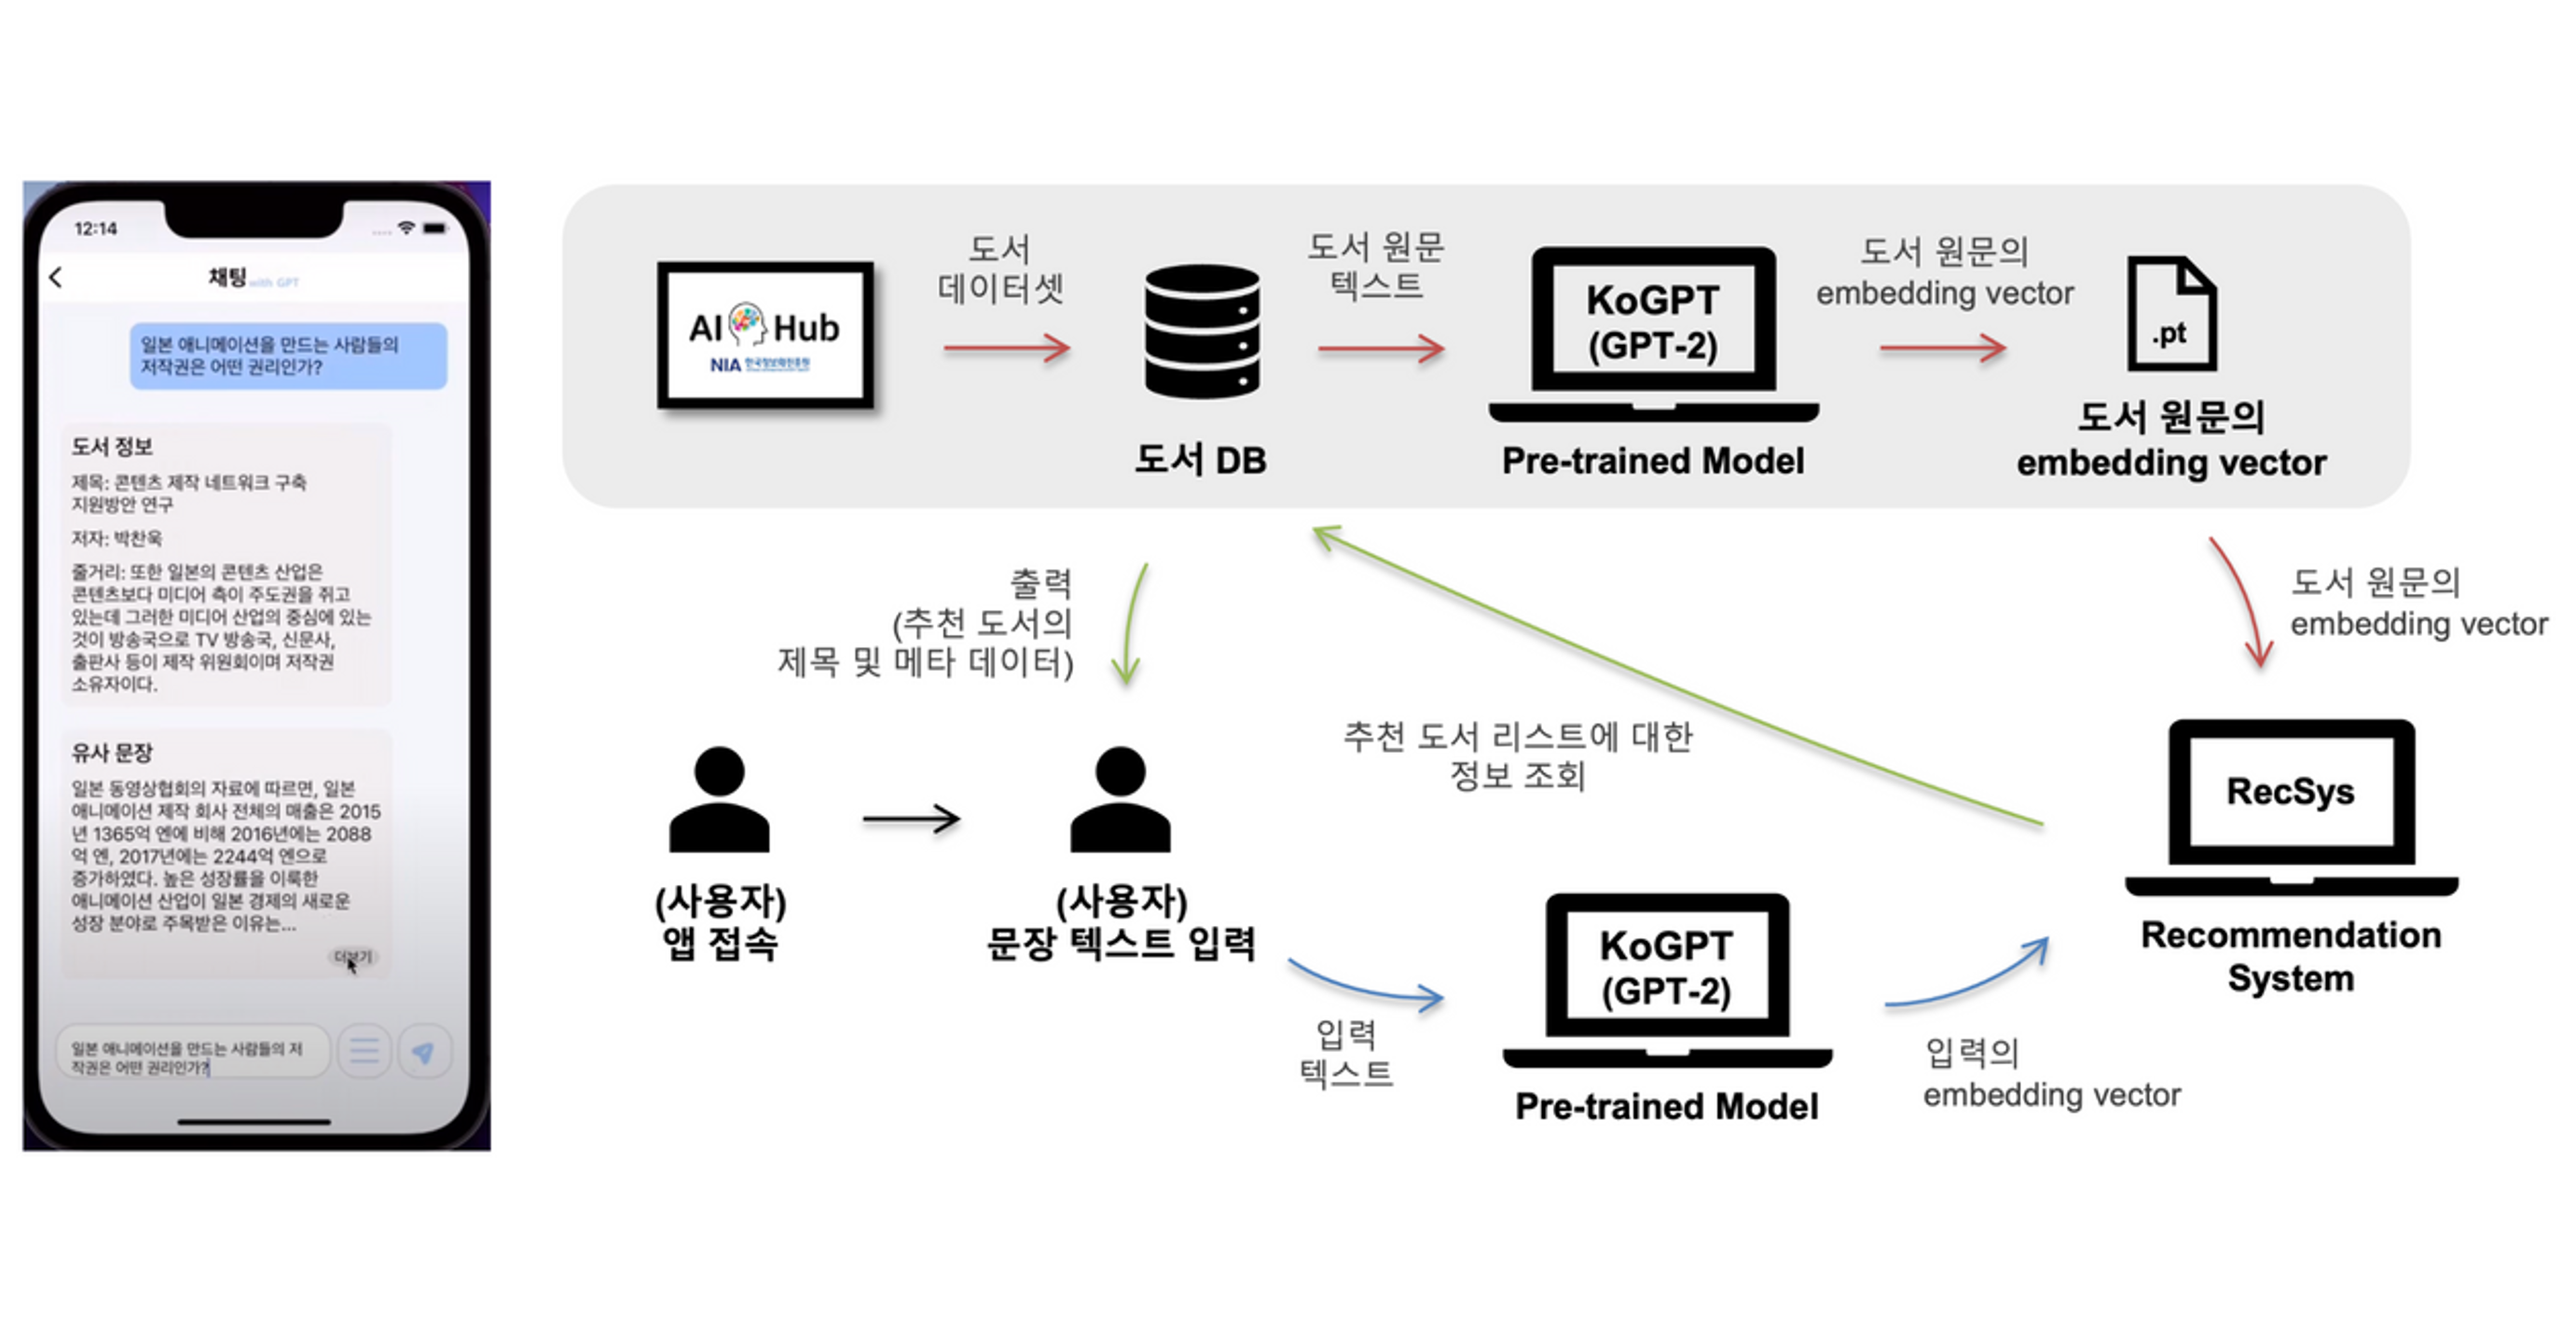 12:14
채팅 with GPT
일본 애니메이션을 만드는 사람들의
저작권은 어떤 권리인가?
도서 정보
제목: 콘텐츠 제작 네트워크 구축
지원방안 연구
저자: 박찬욱
줄거리: 또한 일본의 콘텐츠 산업은
콘텐츠보다 미디어 측이 주도권을 쥐고
있는데 그러한 미디어 산업의 중심에 있는
것이 방송국으로 TV 방송국, 신문사,
출판사 등이 제작 위원회이며 저작권
소유자이다.
유사 문장
일본 동영상협회의 자료에 따르면, 일본
애니메이션 제작 회사 전체의 매출은 2015
년 1365억 엔에 비해 2016년에는 2088
억 엔, 2017년에는 2244억 엔으로
증가하였다. 높은 성장률을 이룩한
애니메이션 산업이 일본 경제의 새로운
성장 분야로 주목받은 이유는...
더보기
일본 애니메이션을 만드는 사람들의 저
작권은 어떤 권리인가?
AI Hub
NIA 한국정보화진흥원
도서
데이터셋
도서 DB
도서 원문
텍스트
KoGPT
(GPT-2)
Pre-trained Model
도서 원문의
embedding vector
.pt
도서 원문의
embedding vector
도서 원문의
embedding vector
출력
(추천 도서의
제목 및 메타 데이터)
추천 도서 리스트에 대한
정보 조회
RecSys
Recommendation
System
(사용자)
앱 접속
(사용자)
문장 텍스트 입력
입력
텍스트
KoGPT
(GPT-2)
Pre-trained Model
입력의
embedding vector